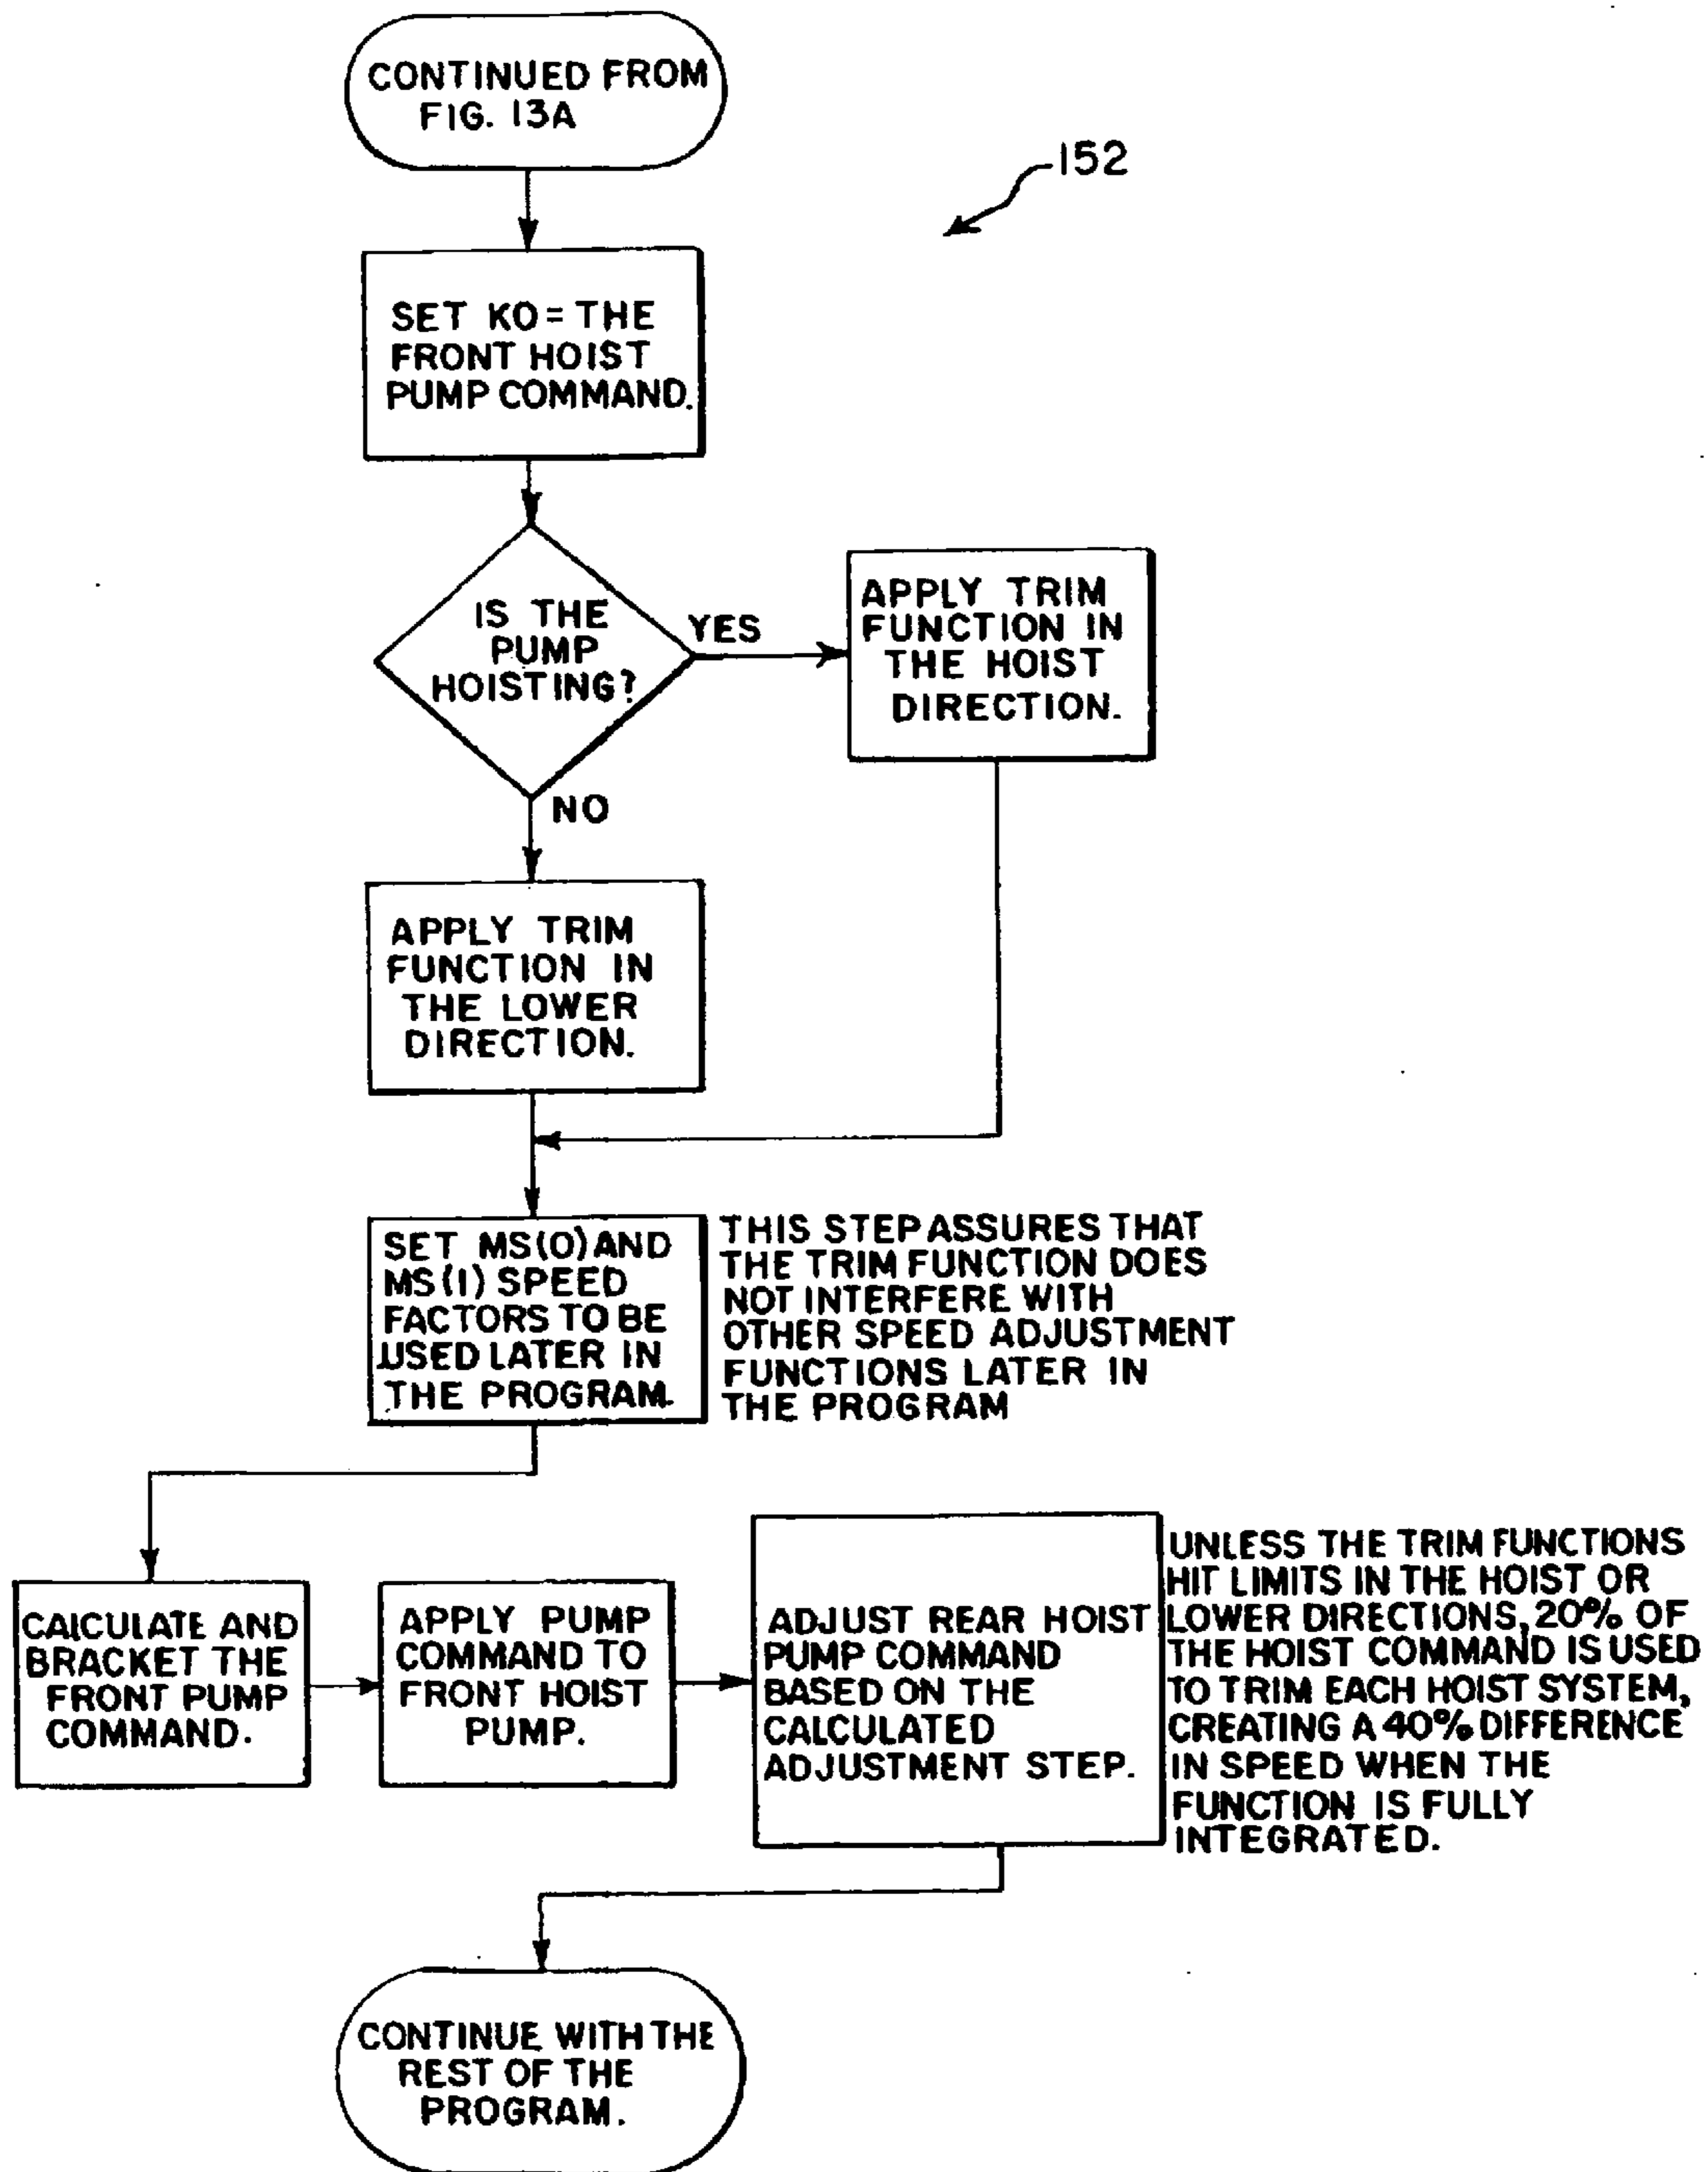 CONTINUED FROM
FIG. 13A
152
SET KO = THE
FRONT HOIST
PUMP COMMAND.
IS THE
PUMP
HOISTING?
YES
APPLY TRIM
FUNCTION IN
THE HOIST
DIRECTION.
NO
APPLY TRIM
FUNCTION IN
THE LOWER
DIRECTION.
SET MS(0) AND
MS(1) SPEED
FACTORS TO BE
USED LATER IN
THE PROGRAM.
THIS STEP ASSURES THAT
THE TRIM FUNCTION DOES
NOT INTERFERE WITH
OTHER SPEED ADJUSTMENT
FUNCTIONS LATER IN
THE PROGRAM
CALCULATE AND
BRACKET THE
FRONT PUMP
COMMAND.
APPLY PUMP
COMMAND TO
FRONT HOIST
PUMP.
ADJUST REAR HOIST
PUMP COMMAND
BASED ON THE
CALCULATED
ADJUSTMENT STEP.
UNLESS THE TRIM FUNCTIONS
HIT LIMITS IN THE HOIST OR
LOWER DIRECTIONS, 20% OF
THE HOIST COMMAND IS USED
TO TRIM EACH HOIST SYSTEM,
CREATING A 40% DIFFERENCE
IN SPEED WHEN THE
FUNCTION IS FULLY
INTEGRATED.
CONTINUE WITH THE
REST OF THE
PROGRAM.